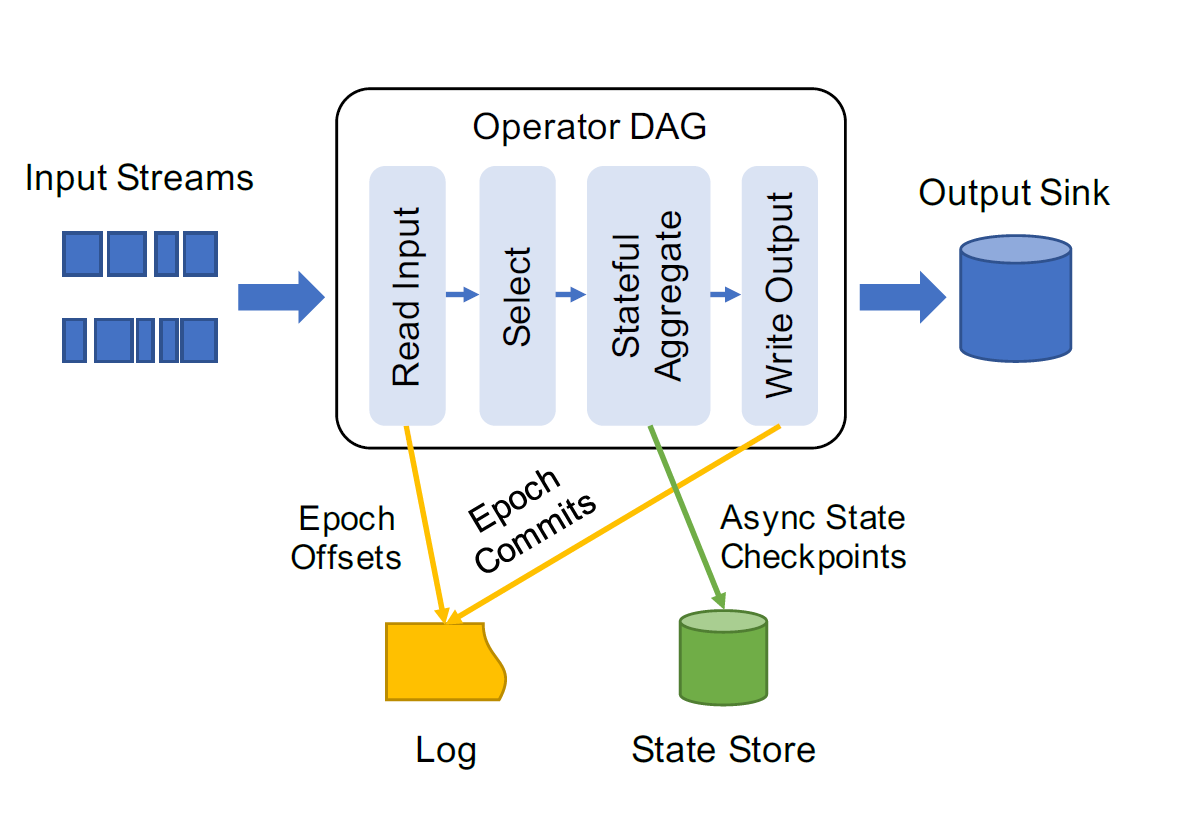 Operator DAG
Input Streams
Output Sink
Read Input
Select
Stateful
Aggregate
Write Output
Epoch
Offsets
Epoch
Commits
Async State
Checkpoints
Log
State Store